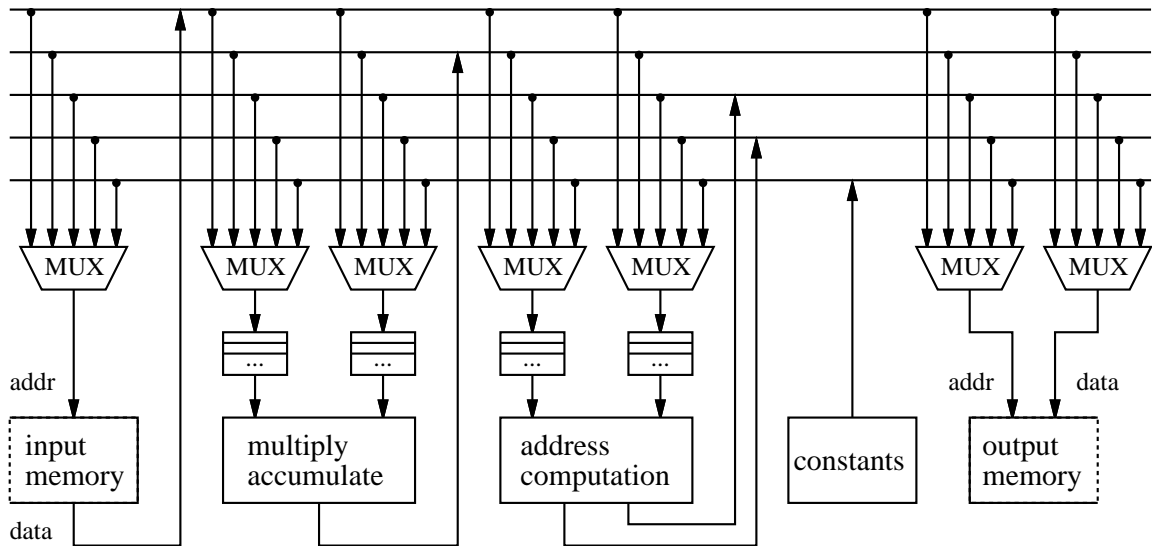 MUX MUX MUX MUX MUX MUX MUX
... ... ... ...
addr addr data
input multiply address constants output
memory accumulate computation memory
data